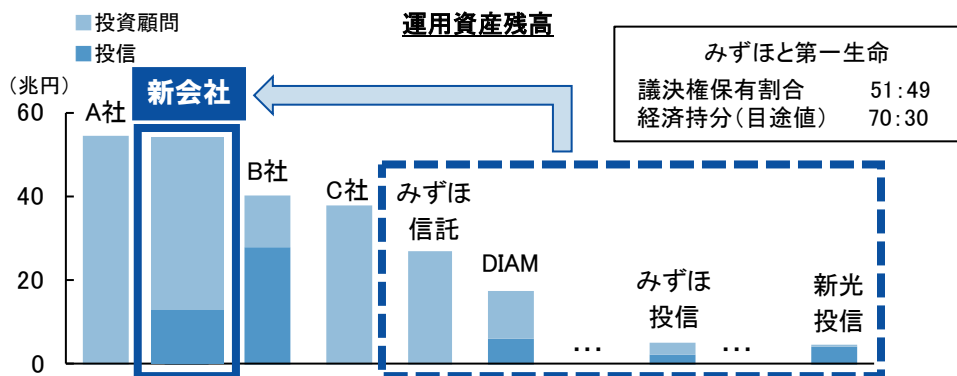 運用資産残高
投資顧問
投信
(兆円)
みずほと第一生命
議決権保有割合 51:49
経済持分(目途値) 70:30
新会社
60
40
20
0
A社
B社
C社
みずほ
信託
DIAM
…
みずほ
投信
…
新光
投信